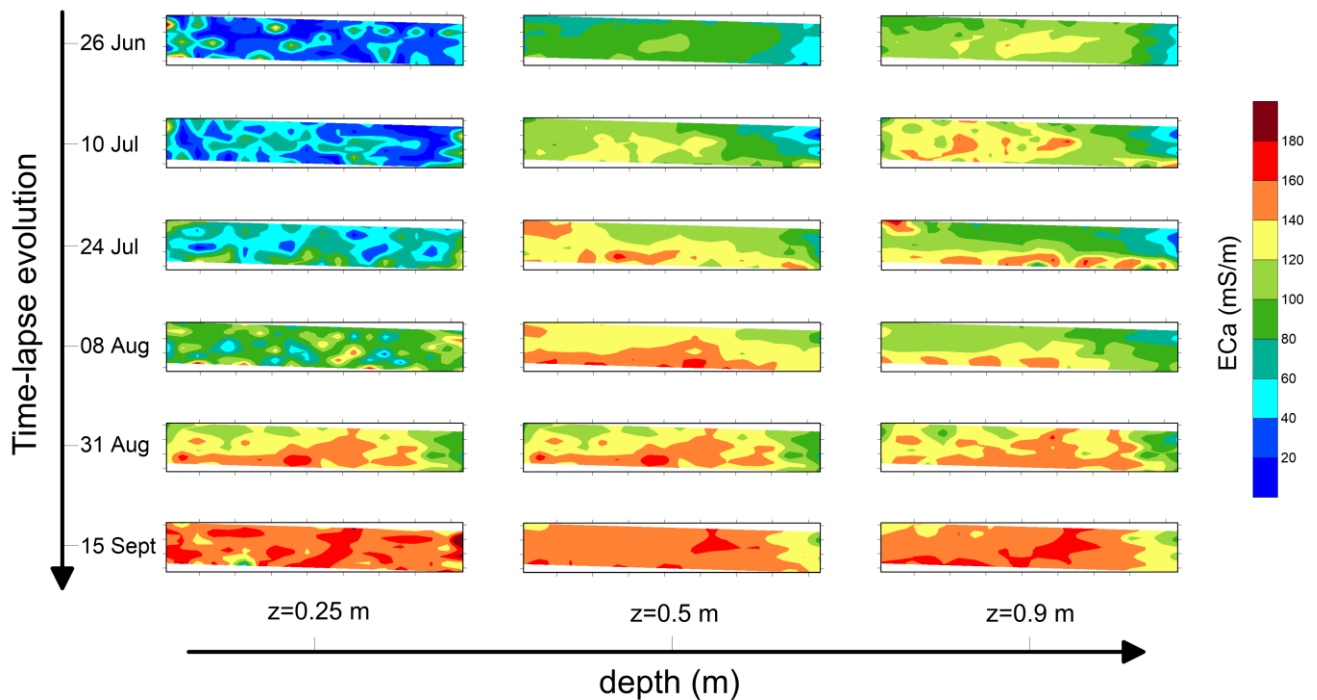 Time-lapse evolution
26 Jun
10 Jul
24 Jul
08 Aug
31 Aug
15 Sept
z=0.25 m
z=0.5 m
z=0.9 m
depth (m)
ECa (mS/m)
180
160
140
120
100
80
60
40
20